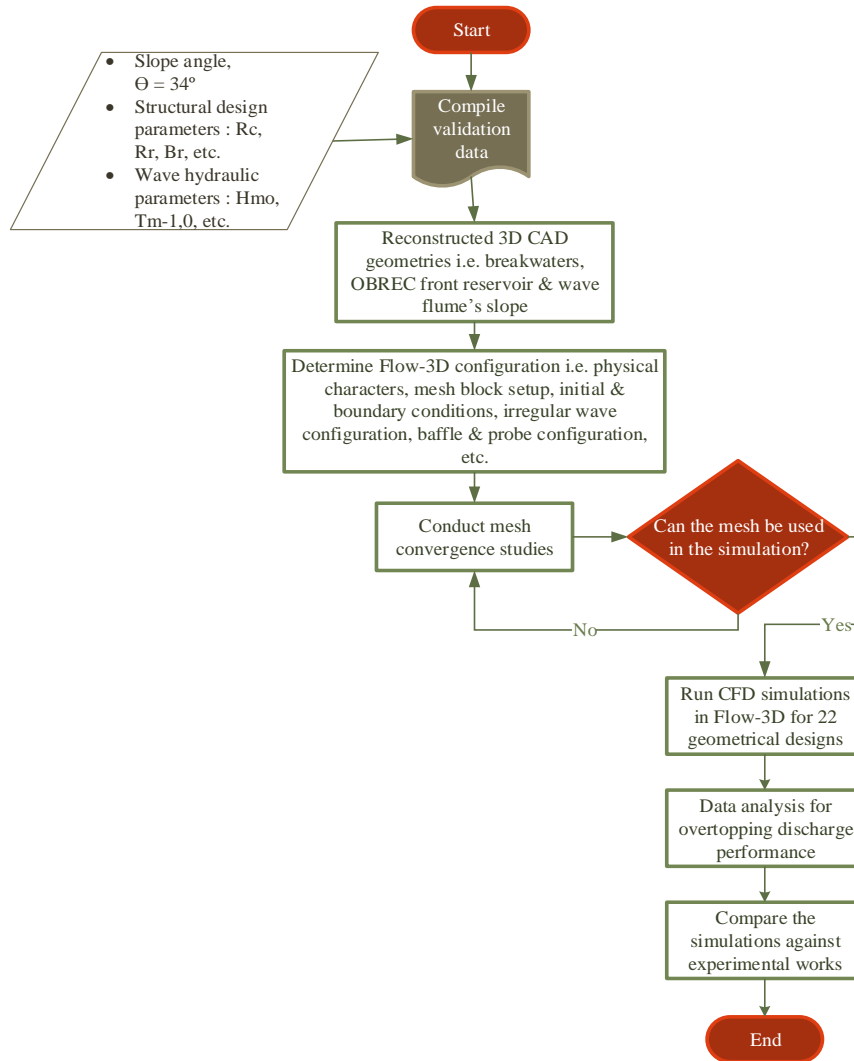 Start
• Slope angle,
Ɵ = 34º
• Structural design
parameters : Rc,
Rr, Br, etc.
• Wave hydraulic
parameters : Hmo,
Tm-1,0, etc.
Compile
validation
data
Reconstructed 3D CAD
geometries i.e. breakwaters,
OBREC front reservoir & wave
flume’s slope
Determine Flow-3D configuration i.e. physical
characters, mesh block setup, initial &
boundary conditions, irregular wave
configuration, baffle & probe configuration,
etc.
Conduct mesh
convergence studies
Can the mesh be used
in the simulation?
No
Yes
Run CFD simulations
in Flow-3D for 22
geometrical designs
Data analysis for
overtopping discharge
performance
Compare the
simulations against
experimental works
End